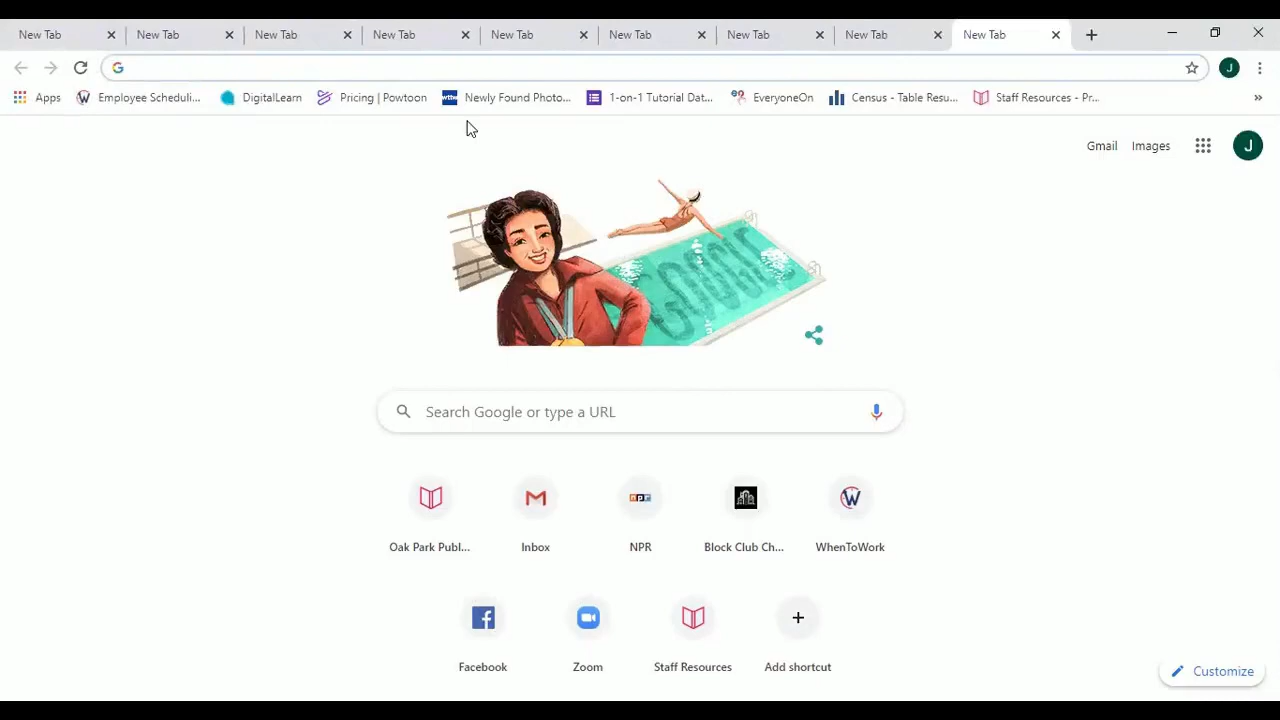 New Tab New Tab New Tab New Tab New Tab New Tab New Tab New Tab New Tab
G
Apps Employee Scheduli... DigitalLearn Pricing | Powtoon wttw Newly Found Photo... 1-on-1 Tutorial Dat... EveryoneOn Census - Table Resu... Staff Resources - Pr... »
J
Gmail Images J
GOOGLE
Search Google or type a URL
npr W
Oak Park Publ... Inbox NPR Block Club Ch... WhenToWork
Facebook Zoom Staff Resources Add shortcut
Customize